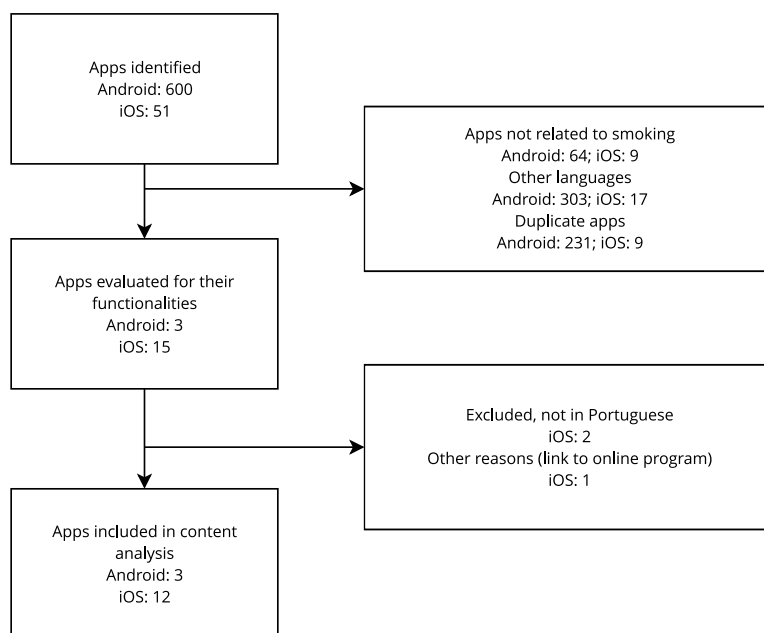 Apps identified
Android: 600
iOS: 51
Apps not related to smoking
Android: 64; iOS: 9
Other languages
Android: 303; iOS: 17
Duplicate apps
Android: 231; iOS: 9
Apps evaluated for their
functionalities
Android: 3
iOS: 15
Excluded, not in Portuguese
iOS: 2
Other reasons (link to online program)
iOS: 1
Apps included in content
analysis
Android: 3
iOS: 12